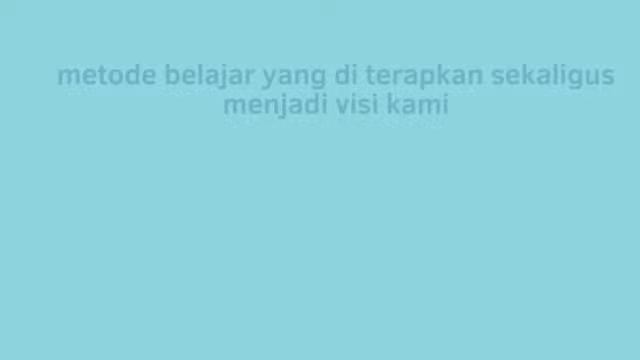 metode belajar yang di terapkan sekaligus
menjadi visi kami